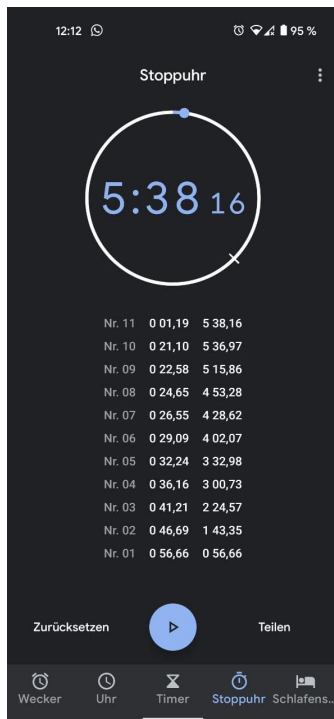 12:12 95 %
Stoppuhr
5:38 16
Nr. 11 0 01,19 5 38,16
Nr. 10 0 21,10 5 36,97
Nr. 09 0 22,58 5 15,86
Nr. 08 0 24,65 4 53,28
Nr. 07 0 26,55 4 28,62
Nr. 06 0 29,09 4 02,07
Nr. 05 0 32,24 3 32,98
Nr. 04 0 36,16 3 00,73
Nr. 03 0 41,21 2 24,57
Nr. 02 0 46,69 1 43,35
Nr. 01 0 56,66 0 56,66
Zurücksetzen Teilen
Wecker Uhr Timer Stoppuhr Schlafens..